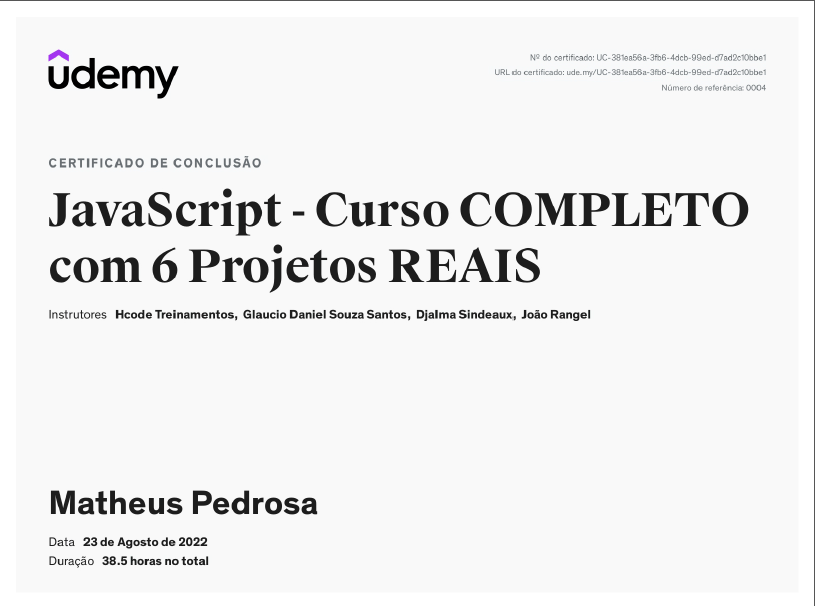 udemy
Nº do certificado: UC-381ea56a-3fb6-4dcb-99ed-d7ad2c10bbe1
URL do certificado: ude.my/UC-381ea56a-3fb6-4dcb-99ed-d7ad2c10bbe1
Número de referência: 0004
CERTIFICADO DE CONCLUSÃO
JavaScript - Curso COMPLETO
com 6 Projetos REAIS
Instrutores Hcode Treinamentos, Glaucio Daniel Souza Santos, Djalma Sindeaux, João Rangel
Matheus Pedrosa
Data 23 de Agosto de 2022
Duração 38.5 horas no total